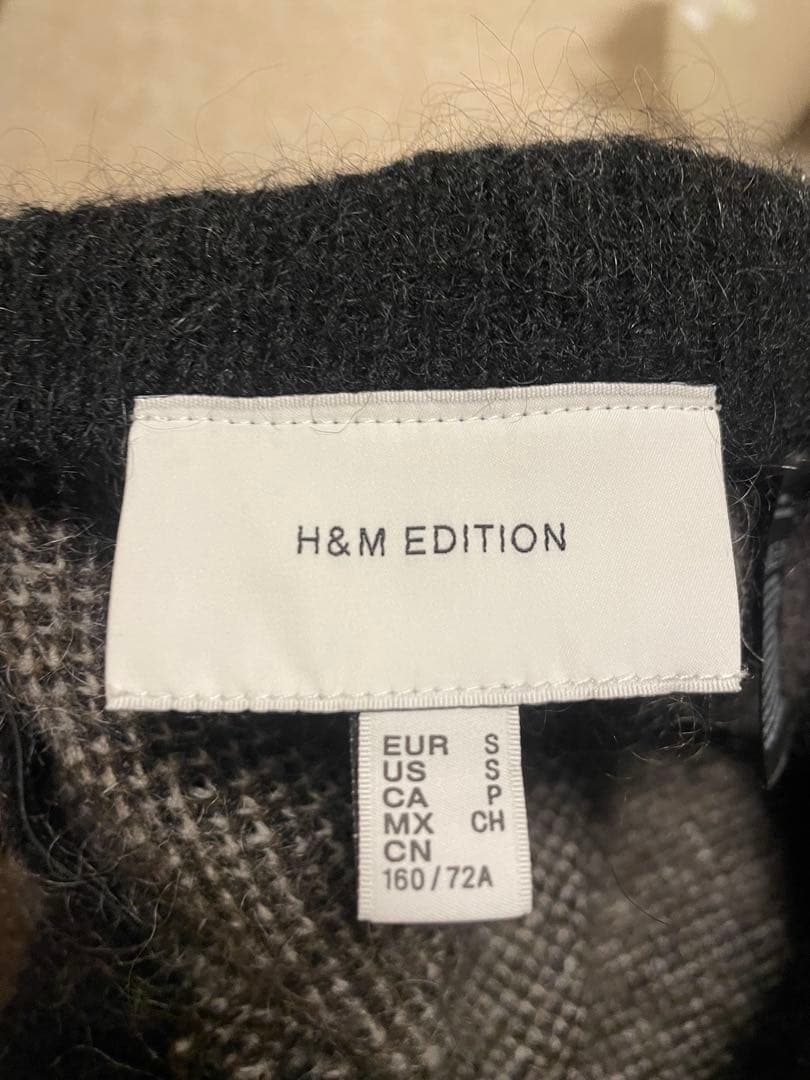 H&M EDITION
EUR S
US S
CA P
MX CH
CN
160/72A